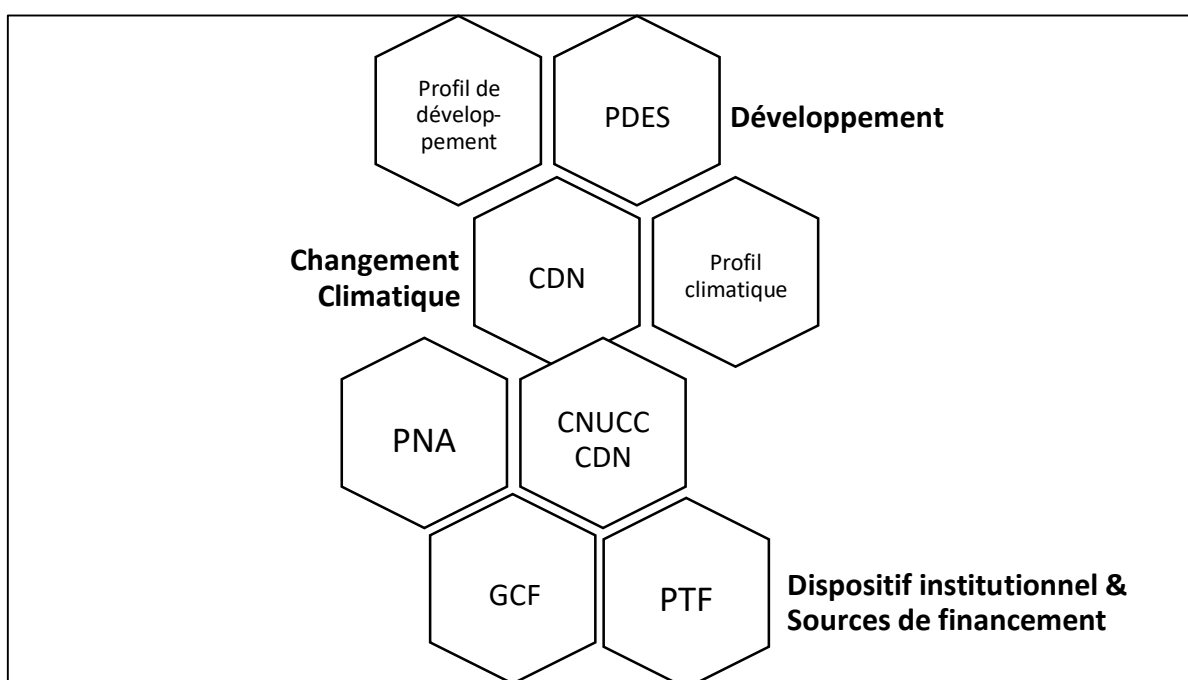 Profil de
dévelop-
pement
PDES
Développement
Changement
Climatique
CDN
Profil
climatique
PNA
CNUCC
CDN
GCF
PTF
Dispositif institutionnel &
Sources de financement